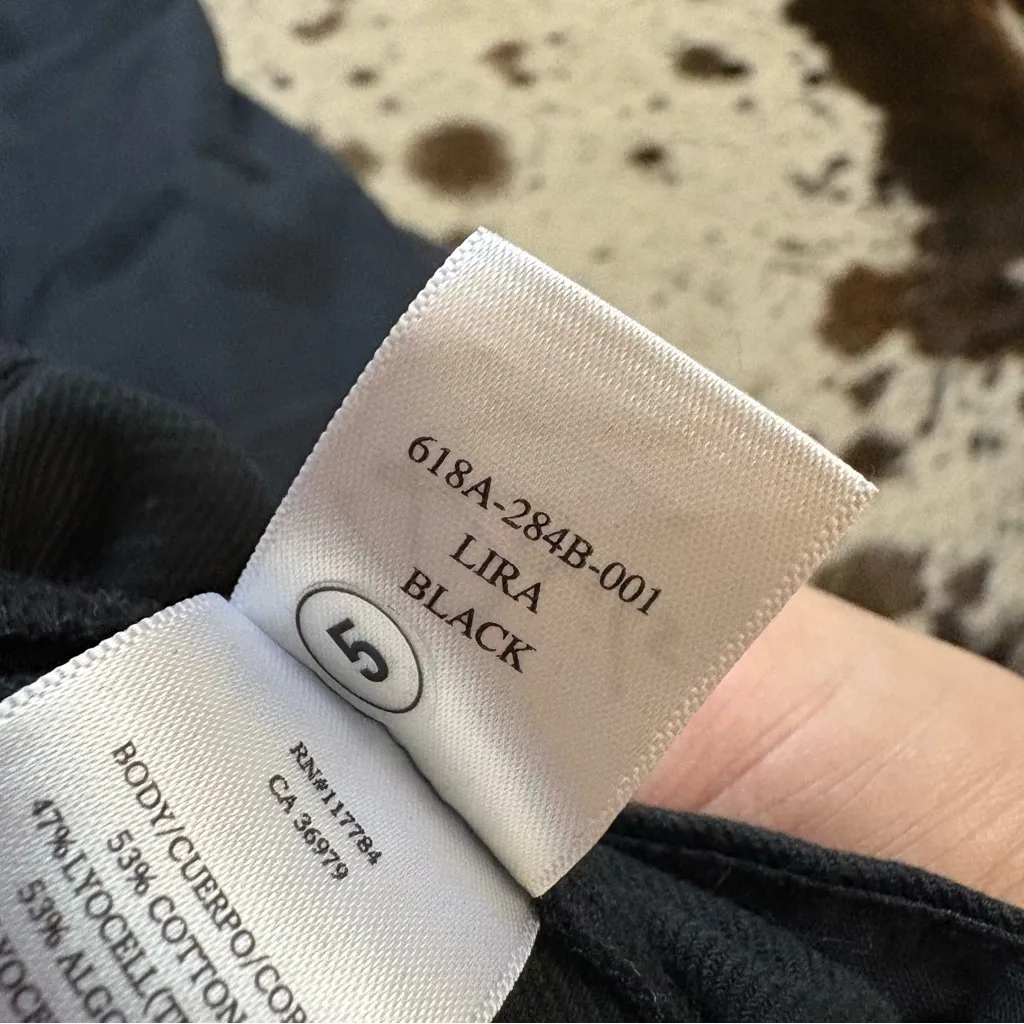 618A-284B-001
LIRA
BLACK
5
RN#117784
CA 36979
BODY/CUERPO/COR
53% COTTON
47%LYOCELL(T
53% ALGO
YOCE